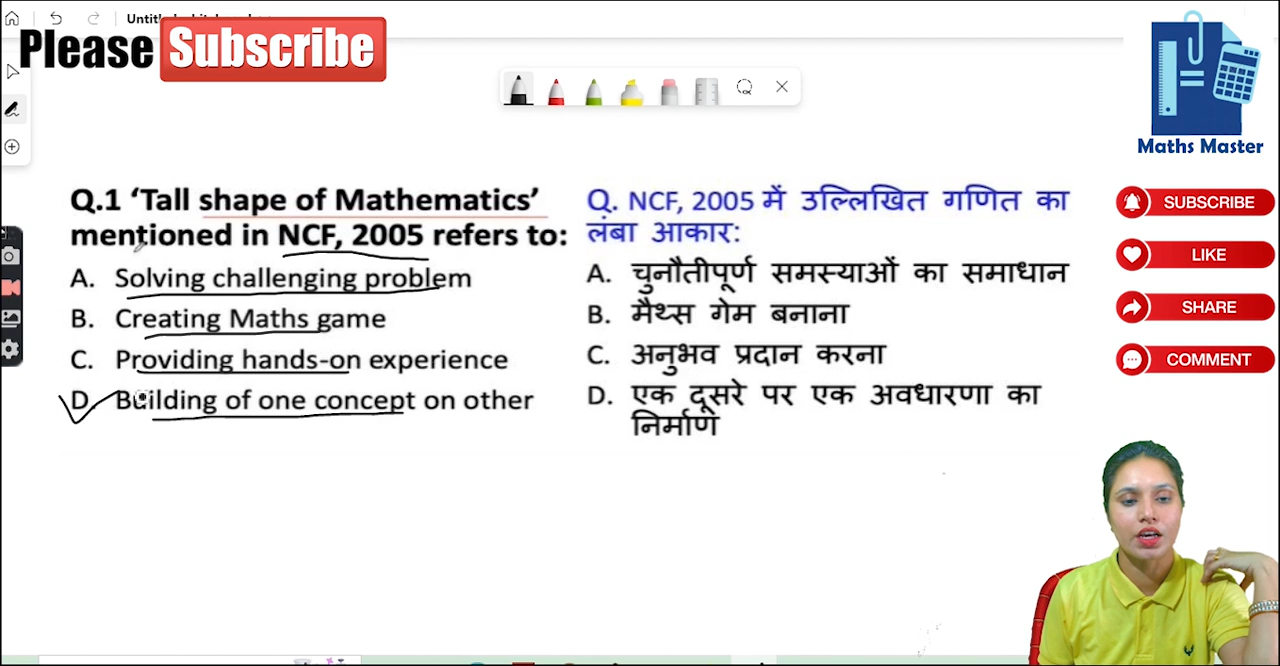 Please Subscribe
Maths Master
Q.1 ‘Tall shape of Mathematics’
mentioned in NCF, 2005 refers to:
A. Solving challenging problem
B. Creating Maths game
C. Providing hands-on experience
D. Building of one concept on other
Q. NCF, 2005 में उल्लिखित गणित का
लंबा आकार:
A. चुनौतीपूर्ण समस्याओं का समाधान
B. मैथ्स गेम बनाना
C. अनुभव प्रदान करना
D. एक दूसरे पर एक अवधारणा का
निर्माण
SUBSCRIBE
LIKE
SHARE
COMMENT